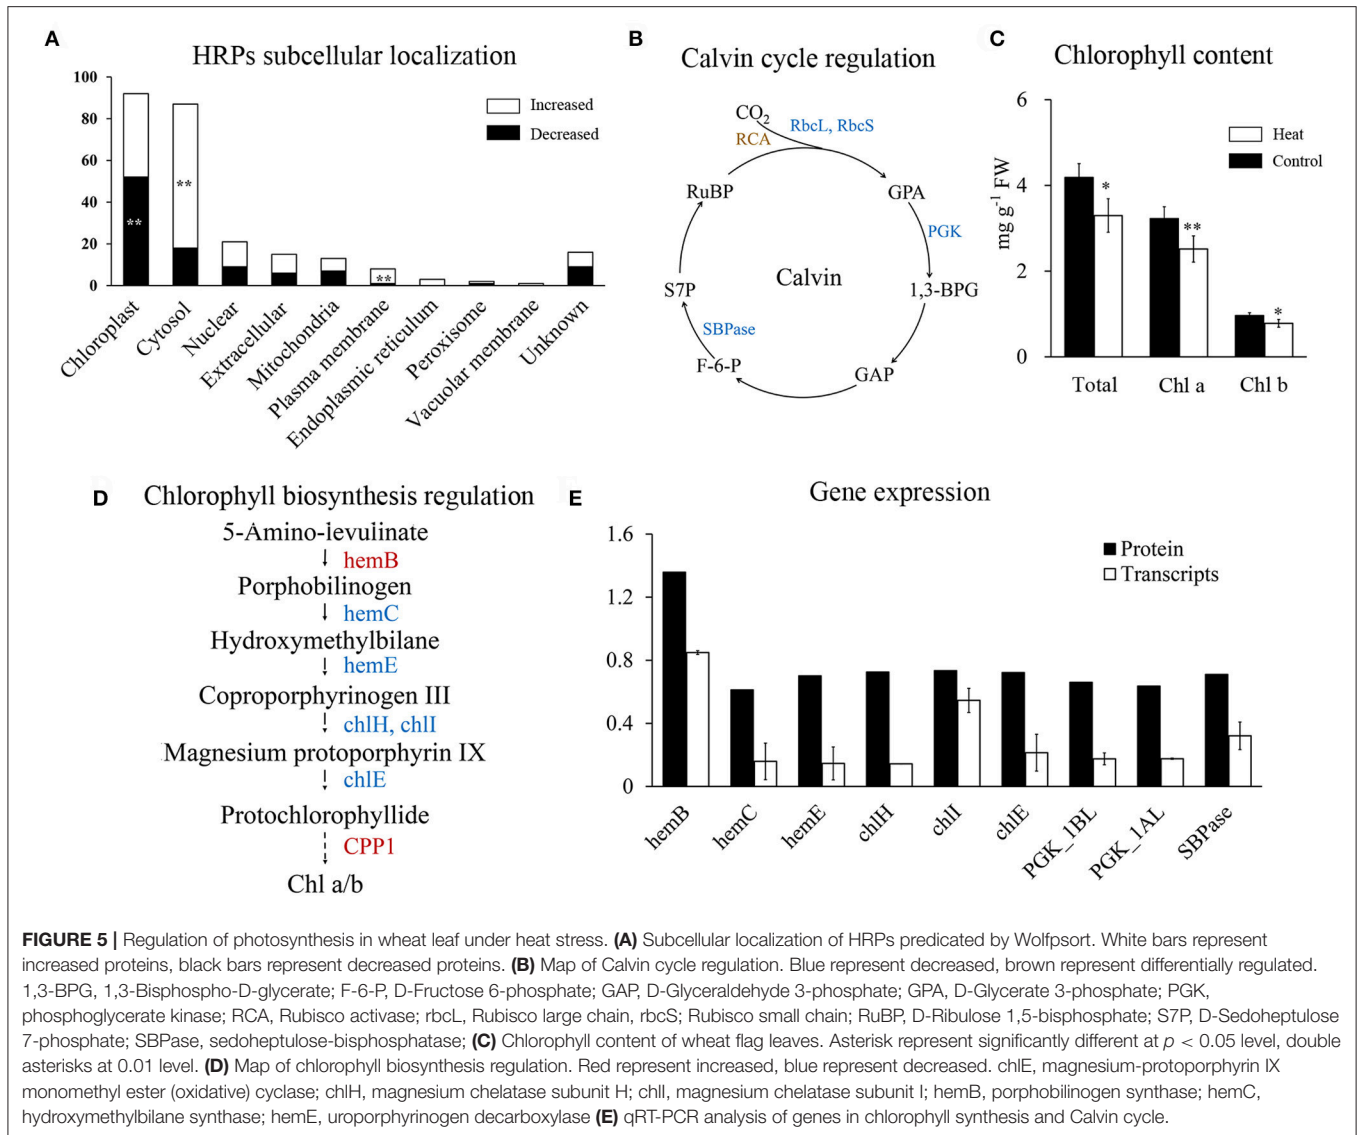 A
HRPs subcellular localization
100
80
60
40
20
0
Increased
Decreased
**
**
**
Chloroplast
Cytosol
Nuclear
Extracellular
Mitochondria
Plasma membrane
Endoplasmic reticulum
Peroxisome
Vacuolar membrane
Unknown
B
Calvin cycle regulation
CO2
RbcL, RbcS
RCA
RuBP
GPA
PGK
S7P
Calvin
1,3-BPG
SBPase
F-6-P
GAP
C
Chlorophyll content
6
4
2
0
mg g-1 FW
Heat
Control
*
**
*
Total
Chl a
Chl b
D
Chlorophyll biosynthesis regulation
5-Amino-levulinate
hemB
Porphobilinogen
hemC
Hydroxymethylbilane
hemE
Coproporphyrinogen III
chlH, chlI
Magnesium protoporphyrin IX
chlE
Protochlorophyllide
CPP1
Chl a/b
E
Gene expression
1.6
1.2
0.8
0.4
0
Protein
Transcripts
hemB
hemC
hemE
chlH
chlI
chlE
PGK_1BL
PGK_1AL
SBPase
FIGURE 5 | Regulation of photosynthesis in wheat leaf under heat stress. (A) Subcellular localization of HRPs predicated by Wolfpsort. White bars represent
increased proteins, black bars represent decreased proteins. (B) Map of Calvin cycle regulation. Blue represent decreased, brown represent differentially regulated.
1,3-BPG, 1,3-Bisphospho-D-glycerate; F-6-P, D-Fructose 6-phosphate; GAP, D-Glyceraldehyde 3-phosphate; GPA, D-Glycerate 3-phosphate; PGK,
phosphoglycerate kinase; RCA, Rubisco activase; rbcL, Rubisco large chain, rbcS; Rubisco small chain; RuBP, D-Ribulose 1,5-bisphosphate; S7P, D-Sedoheptulose
7-phosphate; SBPase, sedoheptulose-bisphosphatase; (C) Chlorophyll content of wheat flag leaves. Asterisk represent significantly different at p < 0.05 level, double
asterisks at 0.01 level. (D) Map of chlorophyll biosynthesis regulation. Red represent increased, blue represent decreased. chlE, magnesium-protoporphyrin IX
monomethyl ester (oxidative) cyclase; chlH, magnesium chelatase subunit H; chlI, magnesium chelatase subunit I; hemB, porphobilinogen synthase; hemC,
hydroxymethylbilane synthase; hemE, uroporphyrinogen decarboxylase (E) qRT-PCR analysis of genes in chlorophyll synthesis and Calvin cycle.